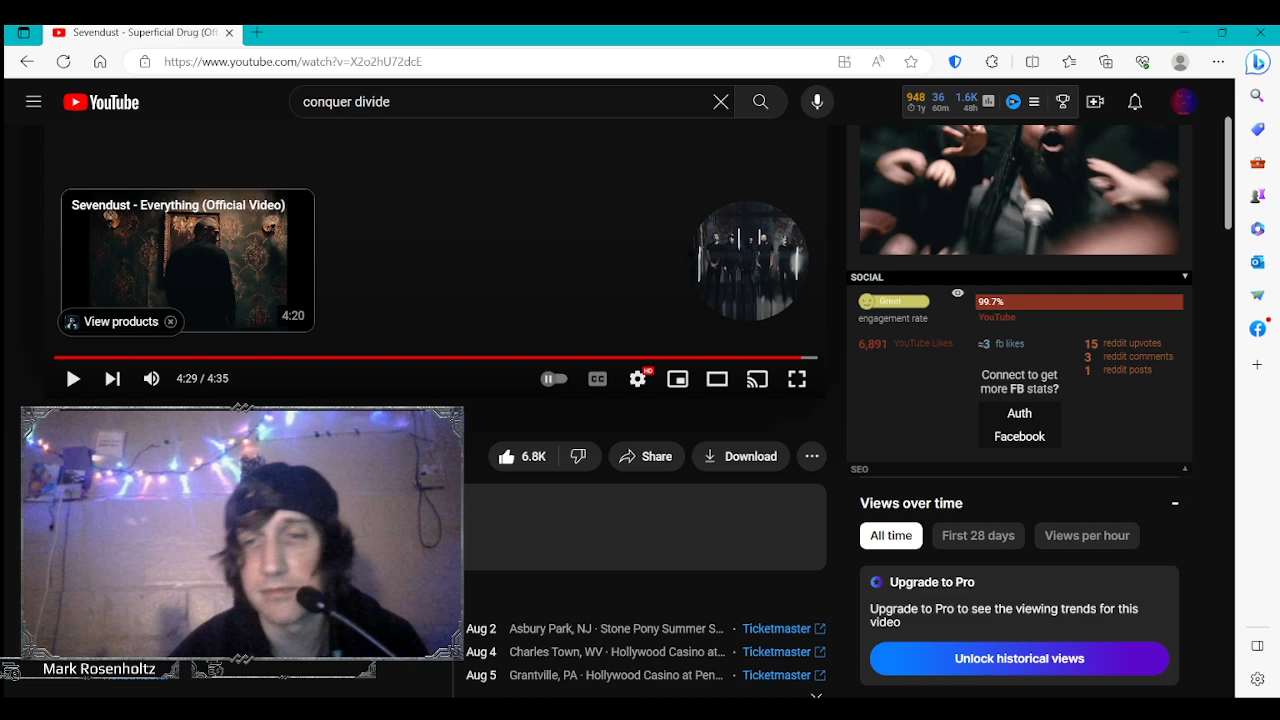 Sevendust - Superficial Drug (Off
https://www.youtube.com/watch?v=X2o2hU72dcE
YouTube
conquer divide
948 36 1.6K
1y 60m 48h
Sevendust - Everything (Official Video)
4:20
View products
4:29 / 4:35
CC
HD
6.8K
Share
Download
SOCIAL
Great
engagement rate
99.7%
YouTube
6,891 YouTube Likes
≈3 fb likes
15 reddit upvotes
3 reddit comments
1 reddit posts
Connect to get
more FB stats?
Auth
Facebook
SEO
Views over time
All time
First 28 days
Views per hour
Upgrade to Pro
Upgrade to Pro to see the viewing trends for this
video
Unlock historical views
Aug 2 Asbury Park, NJ · Stone Pony Summer S... · Ticketmaster
Aug 4 Charles Town, WV · Hollywood Casino at... · Ticketmaster
Aug 5 Grantville, PA · Hollywood Casino at Pen... · Ticketmaster
Mark Rosenholtz